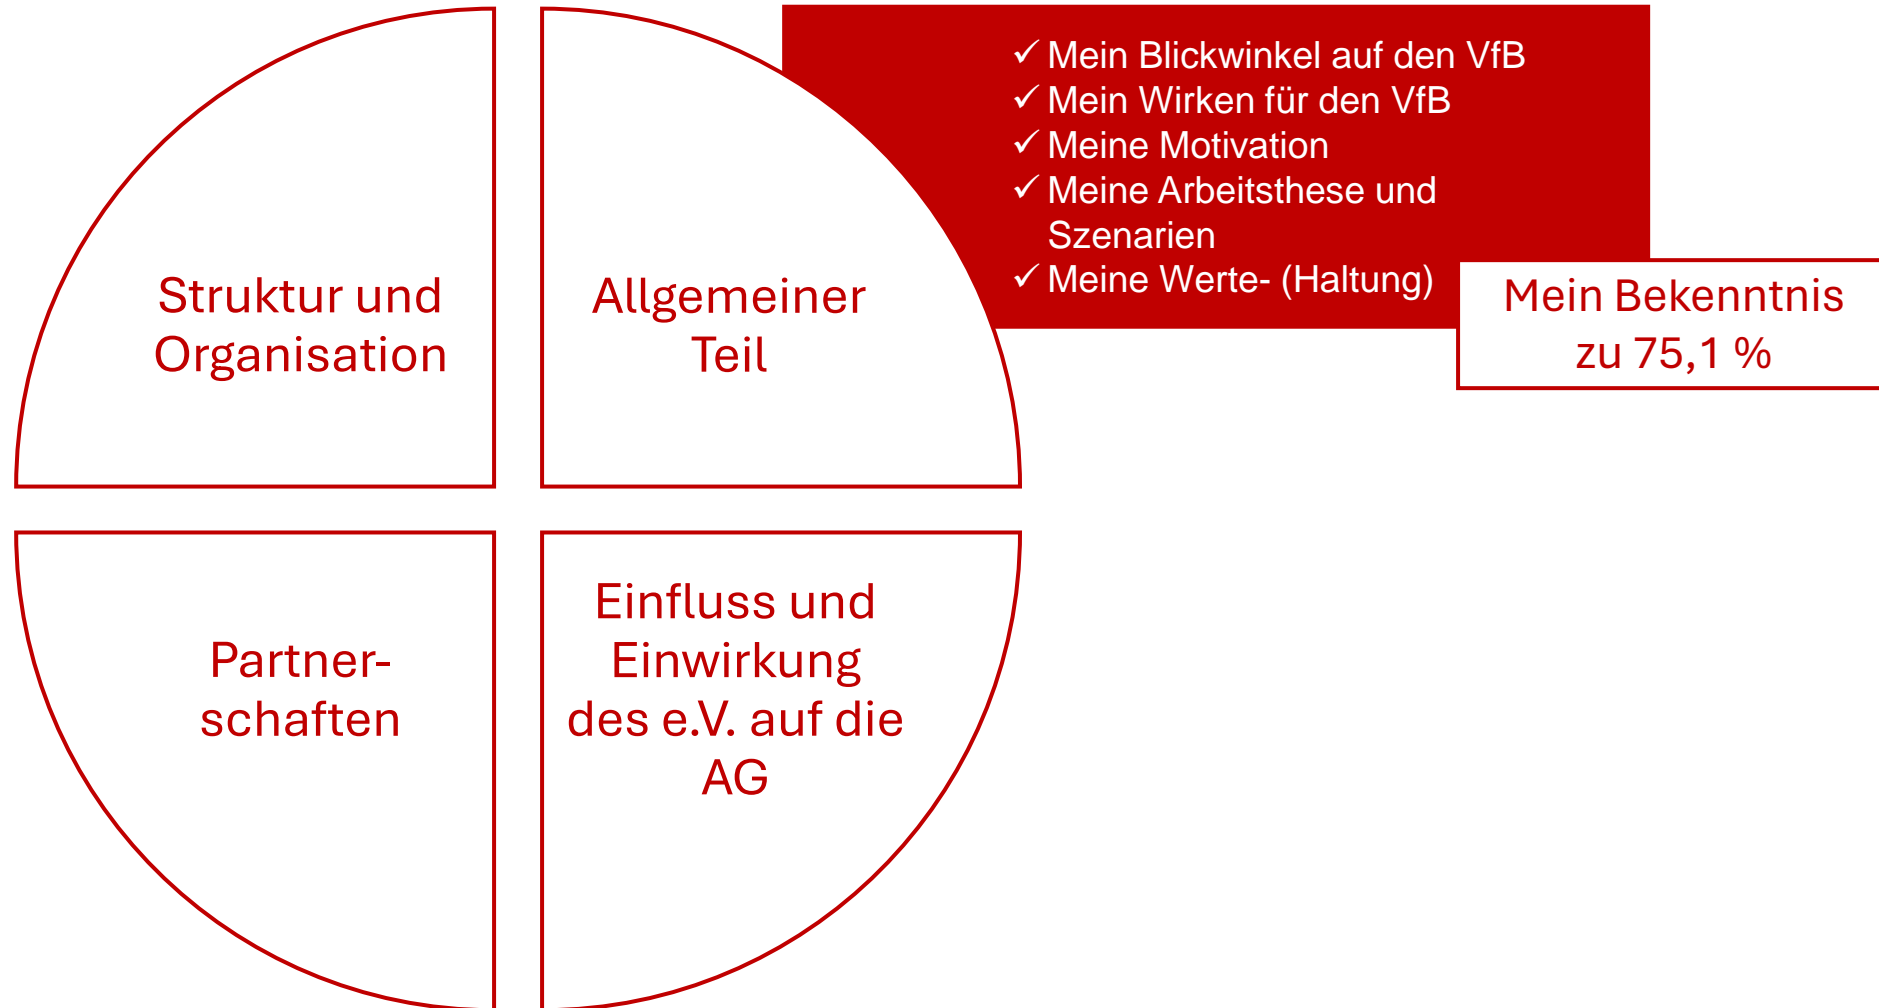 Struktur und
Organisation
Allgemeiner
Teil
✓ Mein Blickwinkel auf den VfB
✓ Mein Wirken für den VfB
✓ Meine Motivation
✓ Meine Arbeitsthese und
Szenarien
✓ Meine Werte- (Haltung)
Mein Bekenntnis
zu 75,1 %
Partner-
schaften
Einfluss und
Einwirkung
des e.V. auf die
AG